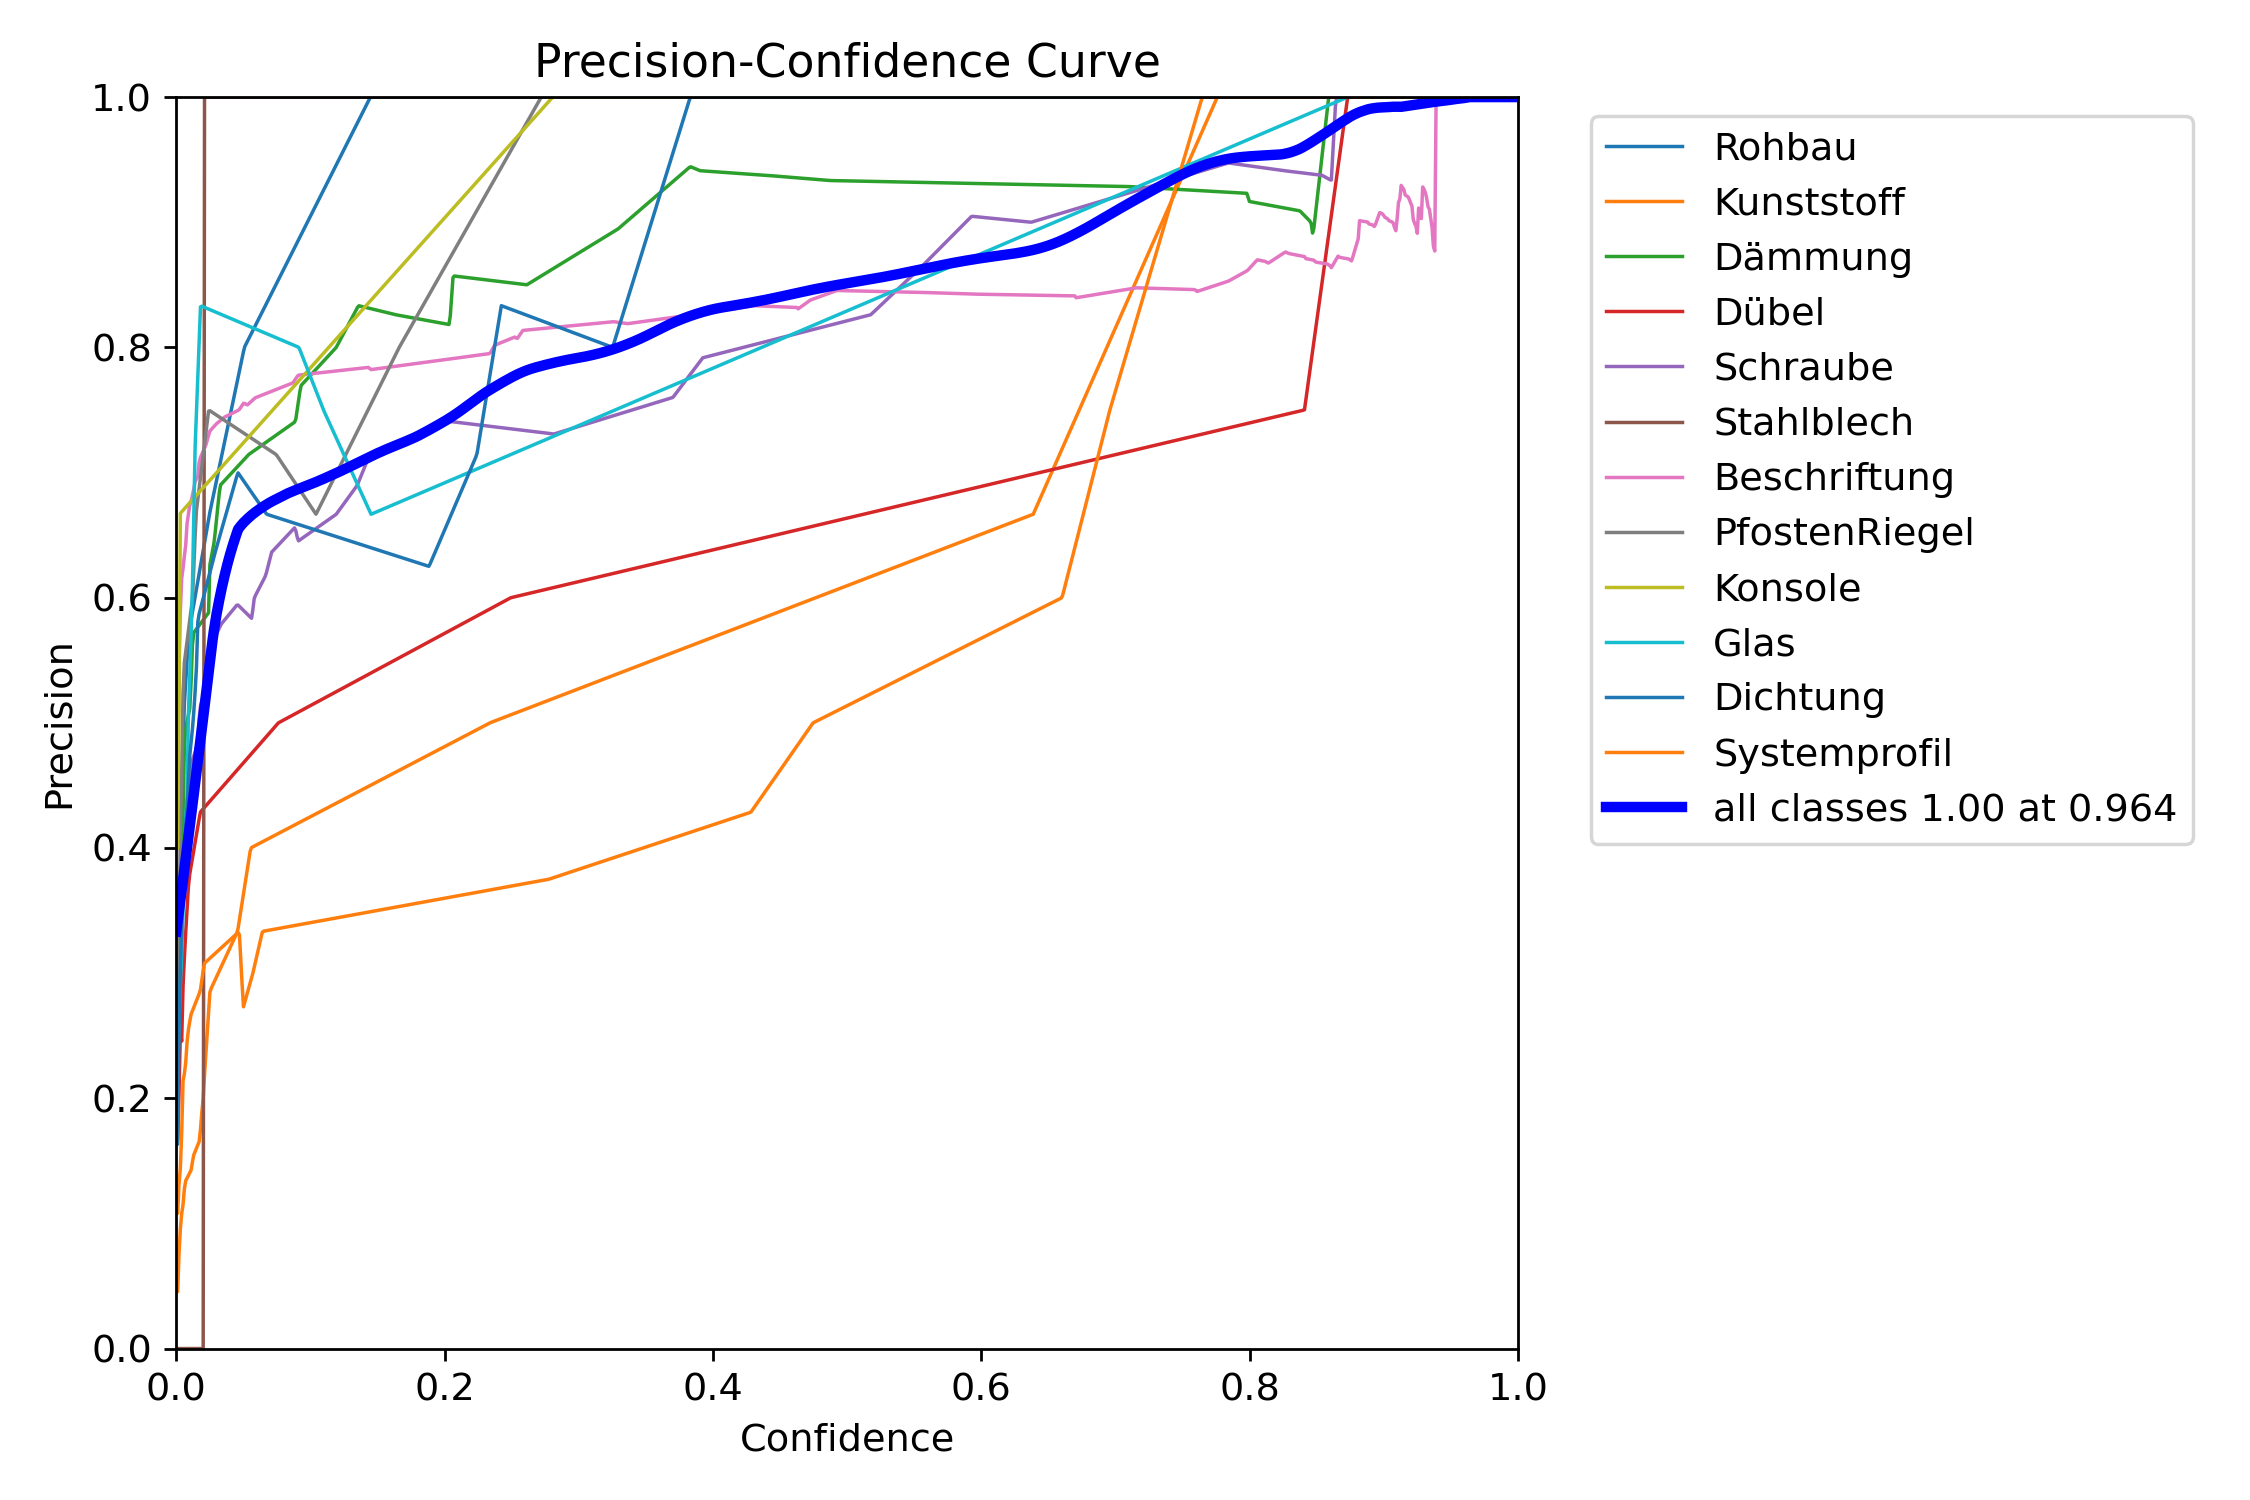 Precision-Confidence Curve
1.0
0.8
0.6
0.4
0.2
0.0
Precision
0.0 0.2 0.4 0.6 0.8 1.0
Confidence
Rohbau
Kunststoff
Dämmung
Dübel
Schraube
Stahlblech
Beschriftung
PfostenRiegel
Konsole
Glas
Dichtung
Systemprofil
all classes 1.00 at 0.964